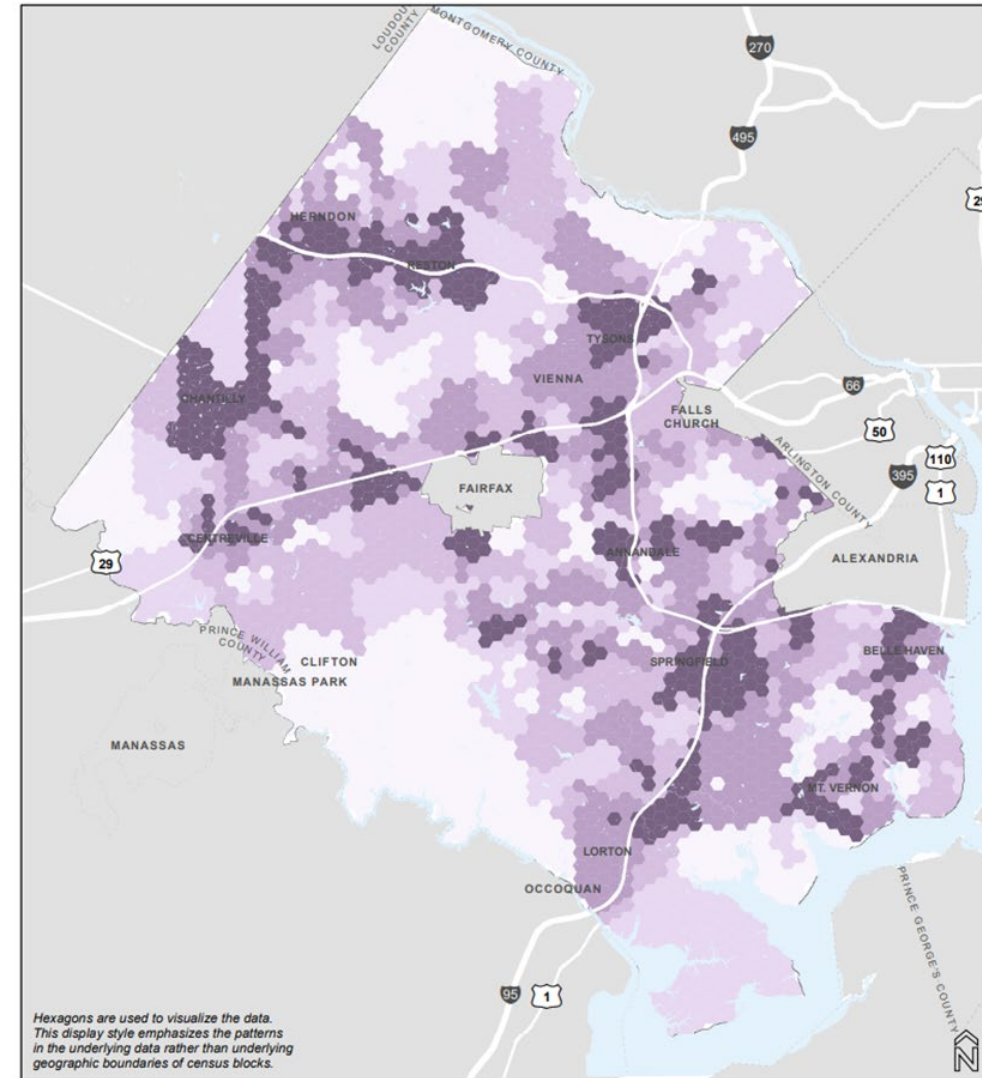 LOUDOUN
COUNTY
MONTGOMERY COUNTY
270
495
29
HERNDON
RESTON
TYSONS
VIENNA
CHANTILLY
FALLS
CHURCH
66
50
110
1
395
ARLINGTON COUNTY
FAIRFAX
CENTREVILLE
ANNANDALE
ALEXANDRIA
29
PRINCE WILLIAM
COUNTY
CLIFTON
MANASSAS PARK
SPRINGFIELD
BELLE HAVEN
MANASSAS
MT. VERNON
LORTON
OCCOQUAN
PRINCE GEORGE'S COUNTY
95
1
Hexagons are used to visualize the data.
This display style emphasizes the patterns
in the underlying data rather than underlying
geographic boundaries of census blocks.
N